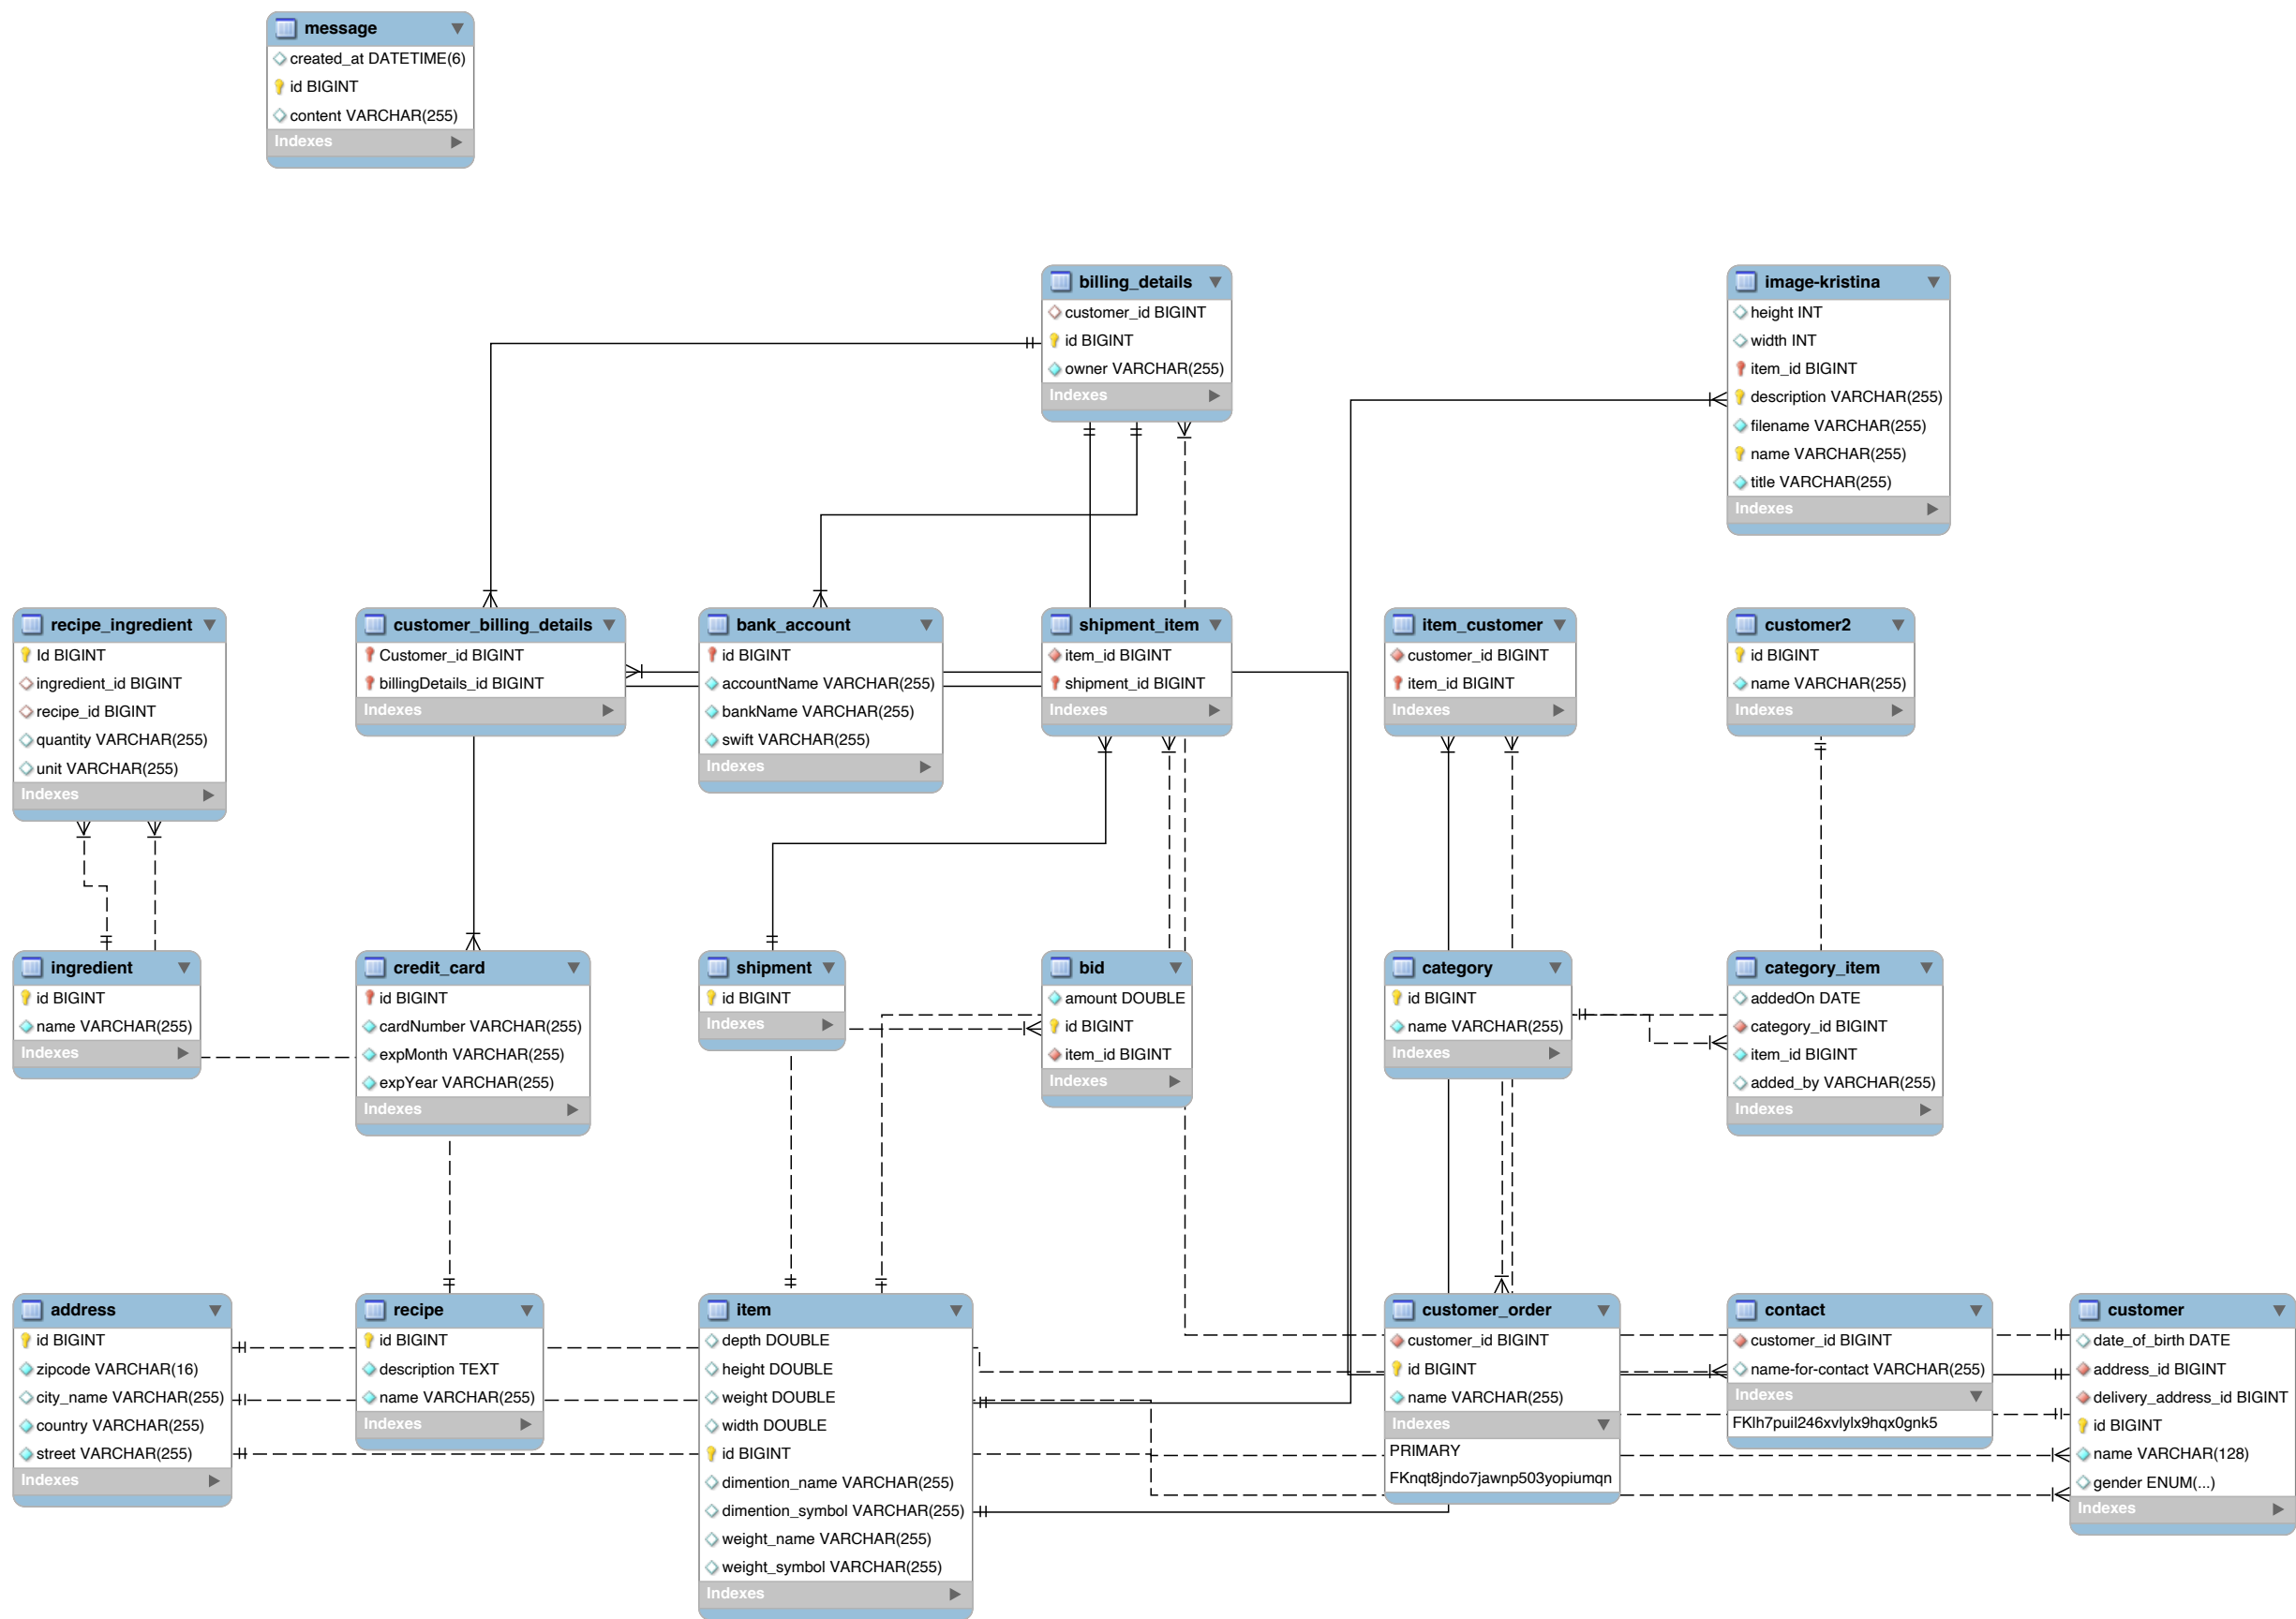 message
created_at DATETIME(6)
id BIGINT
content VARCHAR(255)
Indexes
billing_details
customer_id BIGINT
id BIGINT
owner VARCHAR(255)
Indexes
image-kristina
height INT
width INT
item_id BIGINT
description VARCHAR(255)
filename VARCHAR(255)
name VARCHAR(255)
title VARCHAR(255)
Indexes
recipe_ingredient
Id BIGINT
ingredient_id BIGINT
recipe_id BIGINT
quantity VARCHAR(255)
unit VARCHAR(255)
Indexes
customer_billing_details
Customer_id BIGINT
billingDetails_id BIGINT
Indexes
bank_account
id BIGINT
accountName VARCHAR(255)
bankName VARCHAR(255)
swift VARCHAR(255)
Indexes
shipment_item
item_id BIGINT
shipment_id BIGINT
Indexes
item_customer
customer_id BIGINT
item_id BIGINT
Indexes
customer2
id BIGINT
name VARCHAR(255)
Indexes
ingredient
id BIGINT
name VARCHAR(255)
Indexes
credit_card
id BIGINT
cardNumber VARCHAR(255)
expMonth VARCHAR(255)
expYear VARCHAR(255)
Indexes
shipment
id BIGINT
Indexes
bid
amount DOUBLE
id BIGINT
item_id BIGINT
Indexes
category
id BIGINT
name VARCHAR(255)
Indexes
category_item
addedOn DATE
category_id BIGINT
item_id BIGINT
added_by VARCHAR(255)
Indexes
address
id BIGINT
zipcode VARCHAR(16)
city_name VARCHAR(255)
country VARCHAR(255)
street VARCHAR(255)
Indexes
recipe
id BIGINT
description TEXT
name VARCHAR(255)
Indexes
item
depth DOUBLE
height DOUBLE
weight DOUBLE
width DOUBLE
id BIGINT
dimention_name VARCHAR(255)
dimention_symbol VARCHAR(255)
weight_name VARCHAR(255)
weight_symbol VARCHAR(255)
Indexes
customer_order
customer_id BIGINT
id BIGINT
name VARCHAR(255)
Indexes
PRIMARY
FKnqt8jndo7jawnp503yopiumqn
contact
customer_id BIGINT
name-for-contact VARCHAR(255)
Indexes
FKlh7puil246xvlylx9hqx0gnk5
customer
date_of_birth DATE
address_id BIGINT
delivery_address_id BIGINT
id BIGINT
name VARCHAR(128)
gender ENUM(...)
Indexes